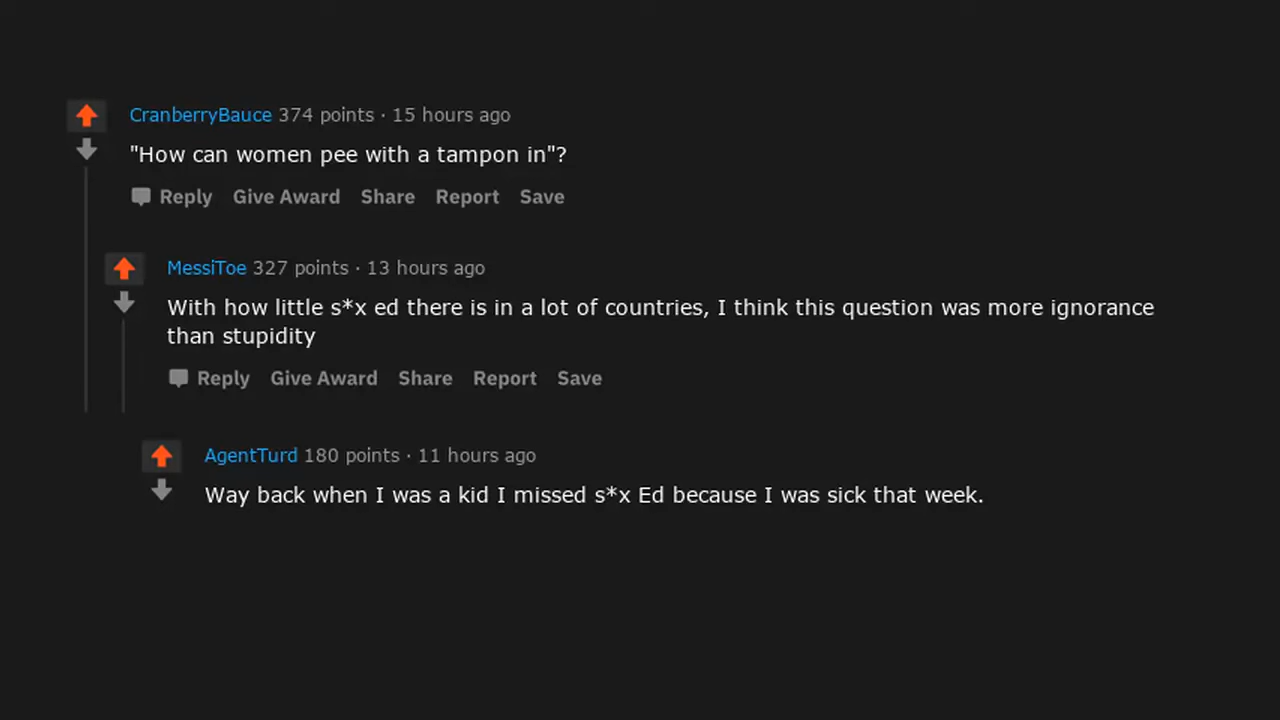 CranberryBauce 374 points · 15 hours ago
"How can women pee with a tampon in"?
Reply Give Award Share Report Save
MessiToe 327 points · 13 hours ago
With how little s*x ed there is in a lot of countries, I think this question was more ignorance
than stupidity
Reply Give Award Share Report Save
AgentTurd 180 points · 11 hours ago
Way back when I was a kid I missed s*x Ed because I was sick that week.